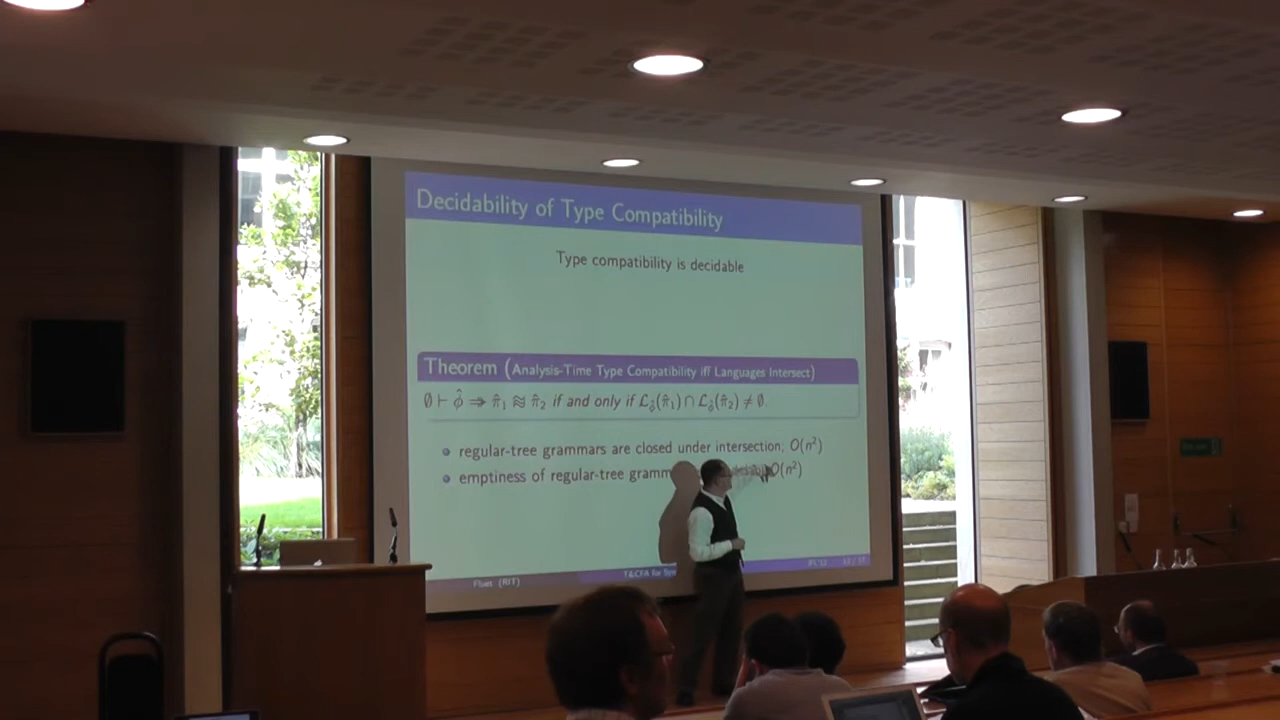 Decidability of Type Compatibility
Type compatibility is decidable
Theorem (Analysis-Time Type Compatibility iff Languages Intersect)
∅ ⊢ φ̂ ⇒ π̂₁ ≋ π̂₂ if and only if 𝓛_φ̂(π̂₁) ∩ 𝓛_φ̂(π̂₂) ≠ ∅.
regular-tree grammars are closed under intersection; O(n²)
emptiness of regular-tree O(n²)
(RIT) T&CFA for